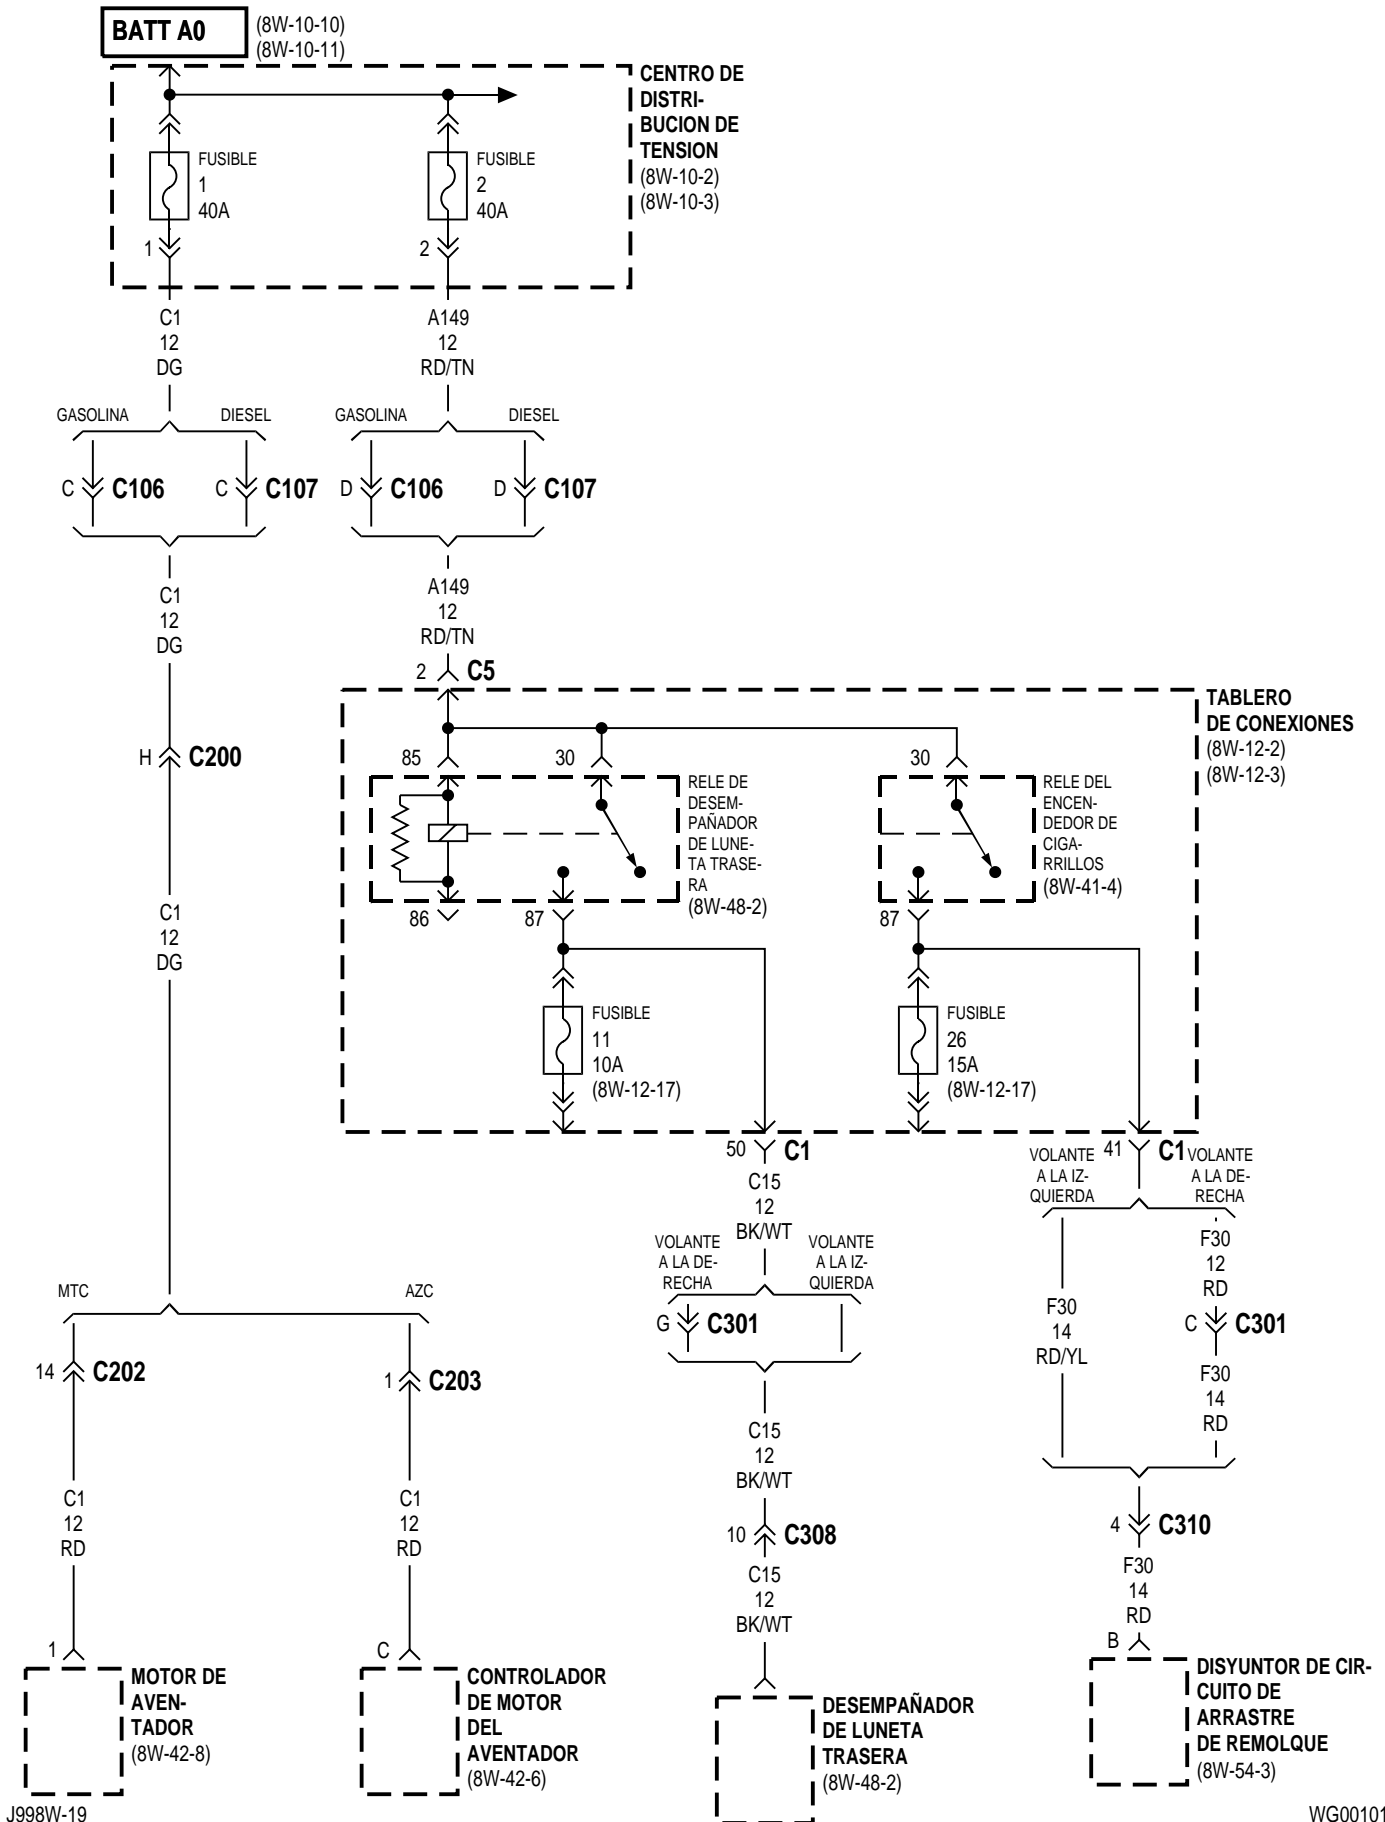 BATT A0
(8W-10-10)
(8W-10-11)
CENTRO DE
DISTRI-
BUCION DE
TENSION
(8W-10-2)
(8W-10-3)
FUSIBLE
1
40A
FUSIBLE
2
40A
1
2
C1
12
DG
A149
12
RD/TN
GASOLINA
DIESEL
GASOLINA
DIESEL
C
C106
C
C107
D
C106
D
C107
C1
12
DG
A149
12
RD/TN
2
C5
TABLERO
DE CONEXIONES
(8W-12-2)
(8W-12-3)
H
C200
85
30
30
RELE DE
DESEM-
PAÑADOR
DE LUNE-
TA TRASE-
RA
(8W-48-2)
RELE DEL
ENCEN-
DEDOR DE
CIGA-
RRILLOS
(8W-41-4)
86
87
87
C1
12
DG
FUSIBLE
11
10A
(8W-12-17)
FUSIBLE
26
15A
(8W-12-17)
50
C1
41
C1
C15
12
BK/WT
VOLANTE
A LA IZ-
QUIERDA
VOLANTE
A LA DE-
RECHA
VOLANTE
A LA DE-
RECHA
VOLANTE
A LA IZ-
QUIERDA
F30
12
RD
MTC
AZC
G
C301
F30
14
RD/YL
C
C301
14
C202
1
C203
F30
14
RD
C15
12
BK/WT
C1
12
RD
C1
12
RD
10
C308
4
C310
C15
12
BK/WT
F30
14
RD
1
C
B
MOTOR DE
AVEN-
TADOR
(8W-42-8)
CONTROLADOR
DE MOTOR
DEL
AVENTADOR
(8W-42-6)
DESEMPAÑADOR
DE LUNETA
TRASERA
(8W-48-2)
DISYUNTOR DE CIR-
CUITO DE
ARRASTRE
DE REMOLQUE
(8W-54-3)
J998W-19
WG00101